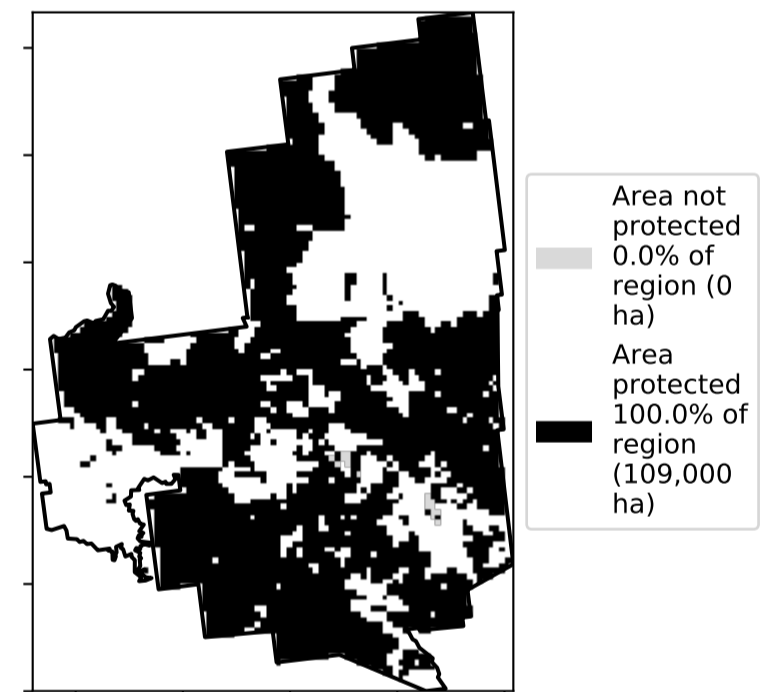 Area not
protected
0.0% of
region (0
ha)
Area
protected
100.0% of
region
(109,000
ha)